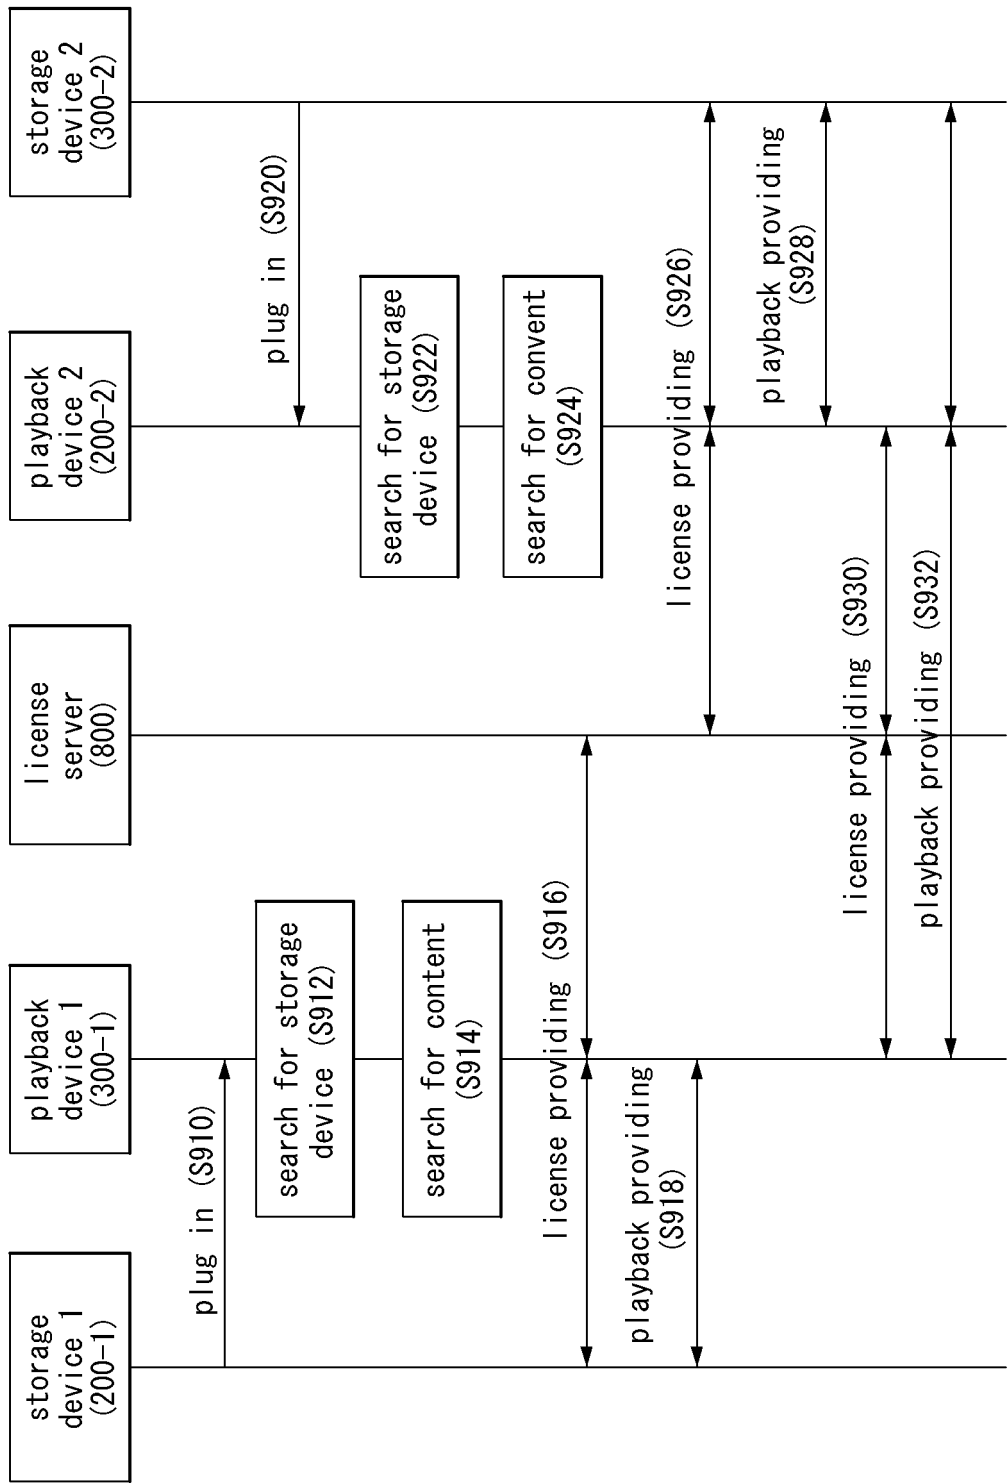 storage
device 1
(200-1)
playback
device 1
(300-1)
license
server
(800)
playback
device 2
(200-2)
storage
device 2
(300-2)
plug in (S910)
search for storage
device (S912)
plug in (S920)
search for content
(S914)
search for storage
device (S922)
license providing (S916)
search for convent
(S924)
playback providing
(S918)
license providing (S926)
playback providing
(S928)
license providing (S930)
playback providing (S932)